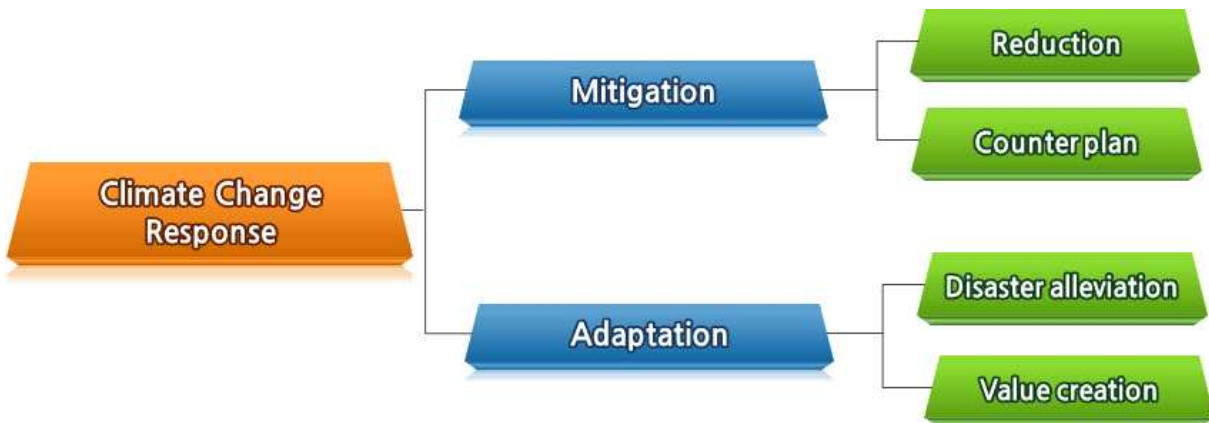 Climate Change
Response
Mitigation
Reduction
Counter plan
Adaptation
Disaster alleviation
Value creation